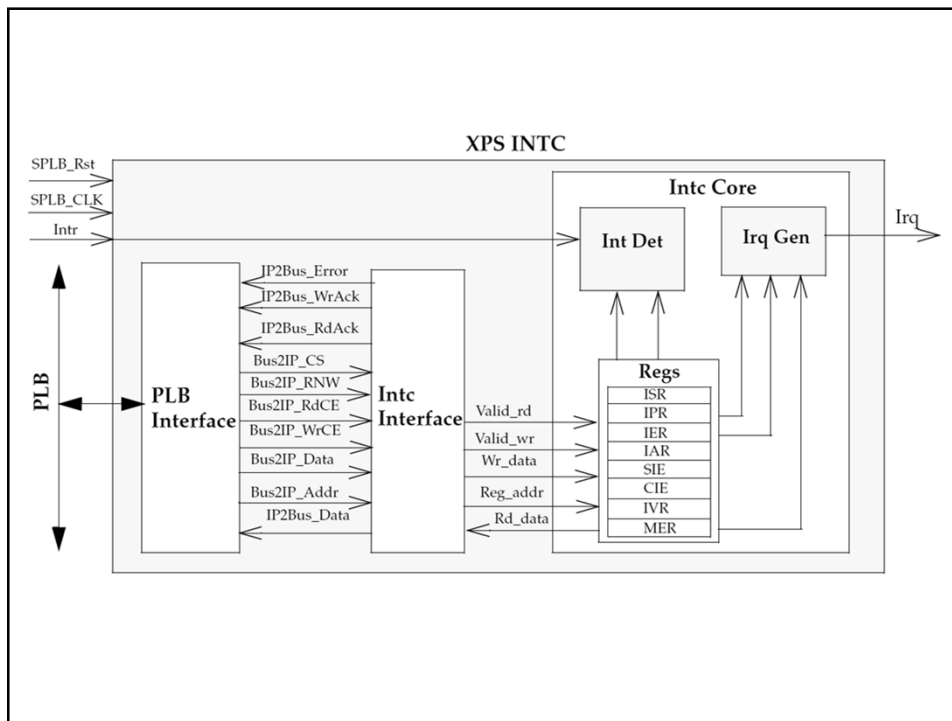 XPS INTC
SPLB_Rst
SPLB_CLK
Intr
Intc Core
Int Det
Irq Gen
Irq
PLB
PLB
Interface
IP2Bus_Error
IP2Bus_WrAck
IP2Bus_RdAck
Bus2IP_CS
Bus2IP_RNW
Bus2IP_RdCE
Bus2IP_WrCE
Bus2IP_Data
Bus2IP_Addr
IP2Bus_Data
Intc
Interface
Valid_rd
Valid_wr
Wr_data
Reg_addr
Rd_data
Regs
ISR
IPR
IER
IAR
SIE
CIE
IVR
MER